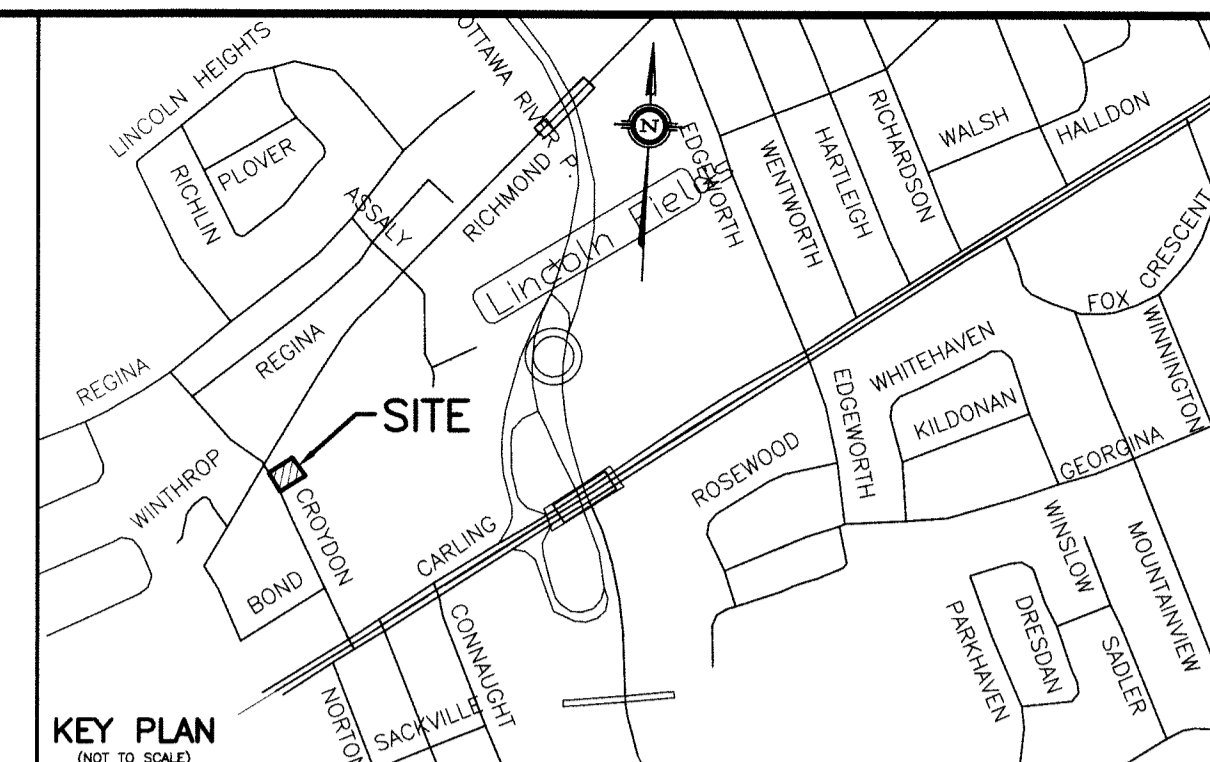 LINCOLN HEIGHTS
OTTAWA RIVER P.
RICHLIN
PLOVER
ASSALY
RICHMOND
N
EDGEWORTH
WENTWORTH
HARTLEIGH
RICHARDSON
WALSH
HALLDON
Lincoln Fields
FOX CRESCENT
WINNINGTON
REGINA
REGINA
SITE
WHITEHAVEN
KILDONAN
EDGEWORTH
GEORGINA
ROSEWOOD
WINTHROP
CROYDON
CARLING
BOND
CONNAUGHT
WINSLOW
MOUNTAINVIEW
DRESDAN
PARKHAVEN
SADLER
NORTON
SACKVILLE
KEY PLAN
(NOT TO SCALE)